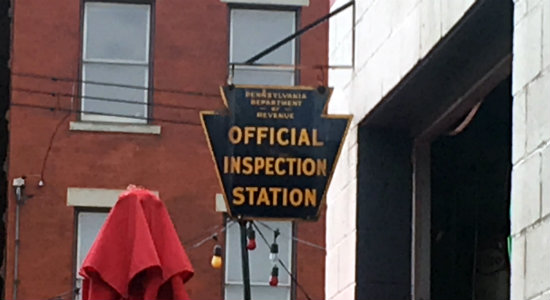 PENNSYLVANIA
DEPARTMENT
OF
REVENUE
OFFICIAL
INSPECTION
STATION